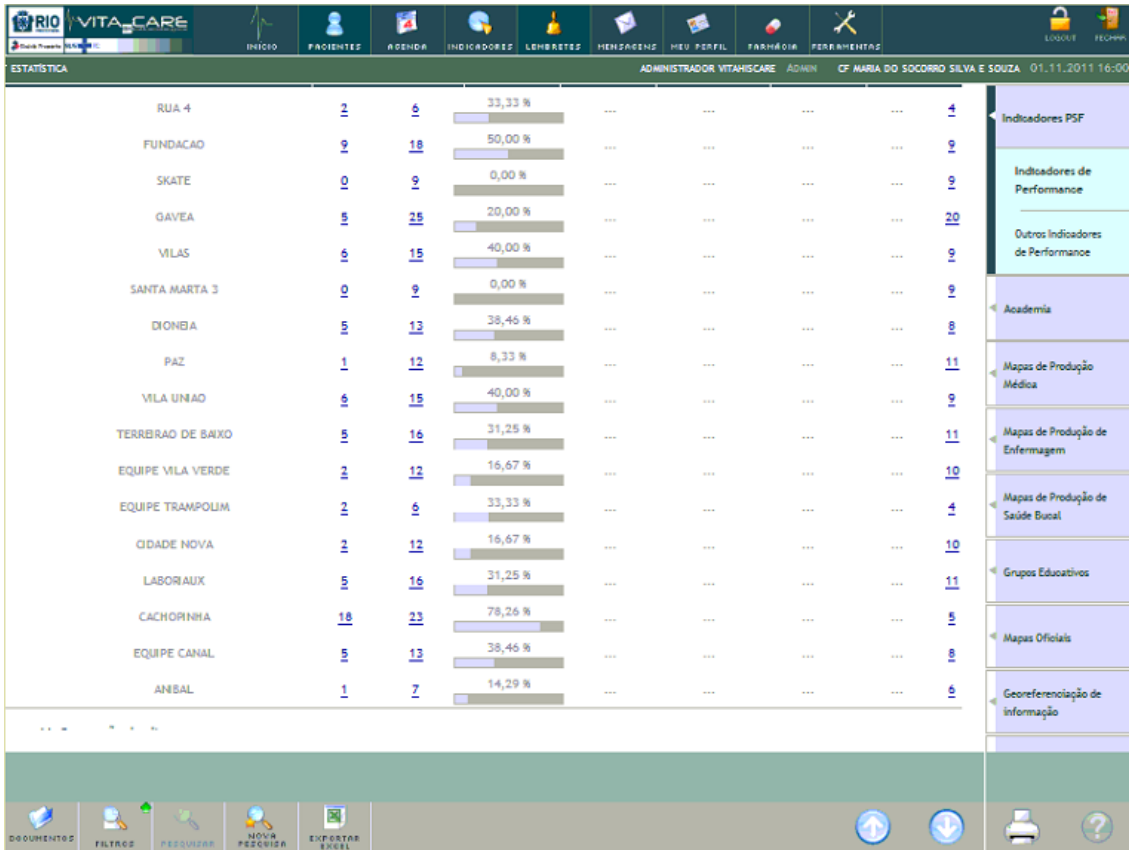 RIO VITA_CARE
INICIO PACIENTES AGENDA INDICADORES LEMBRETES MENSAGENS MEU PERFIL FARMÁCIA FERRAMENTAS LOGOUT FECHAR
ESTATÍSTICA ADMINISTRADOR VITAHISCARE ADMIN CF MARIA DO SOCORRO SILVA E SOUZA 01.11.2011 16:00
RUA 4 2 6 33,33 % ... ... ... ... 4
FUNDACAO 9 18 50,00 % ... ... ... ... 9
SKATE 0 9 0,00 % ... ... ... ... 9
GAVEA 5 25 20,00 % ... ... ... ... 20
VILAS 6 15 40,00 % ... ... ... ... 9
SANTA MARTA 3 0 9 0,00 % ... ... ... ... 9
DIONEIA 5 13 38,46 % ... ... ... ... 8
PAZ 1 12 8,33 % ... ... ... ... 11
VILA UNIAO 6 15 40,00 % ... ... ... ... 9
TERREIRAO DE BAIXO 5 16 31,25 % ... ... ... ... 11
EQUIPE VILA VERDE 2 12 16,67 % ... ... ... ... 10
EQUIPE TRAMPOLIM 2 6 33,33 % ... ... ... ... 4
CIDADE NOVA 2 12 16,67 % ... ... ... ... 10
LABORIAUX 5 16 31,25 % ... ... ... ... 11
CACHOPINHA 18 23 78,26 % ... ... ... ... 5
EQUIPE CANAL 5 13 38,46 % ... ... ... ... 8
ANIBAL 1 7 14,29 % ... ... ... ... 6
Indicadores PSF
Indicadores de
Performance
Outros Indicadores
de Performance
Academia
Mapas de Produção
Médica
Mapas de Produção de
Enfermagem
Mapas de Produção de
Saúde Bucal
Grupos Educativos
Mapas Oficiais
Georeferenciação de
informação
DOCUMENTOS FILTROS PESQUISAR NOVA PESQUISA EXPORTAR EXCEL